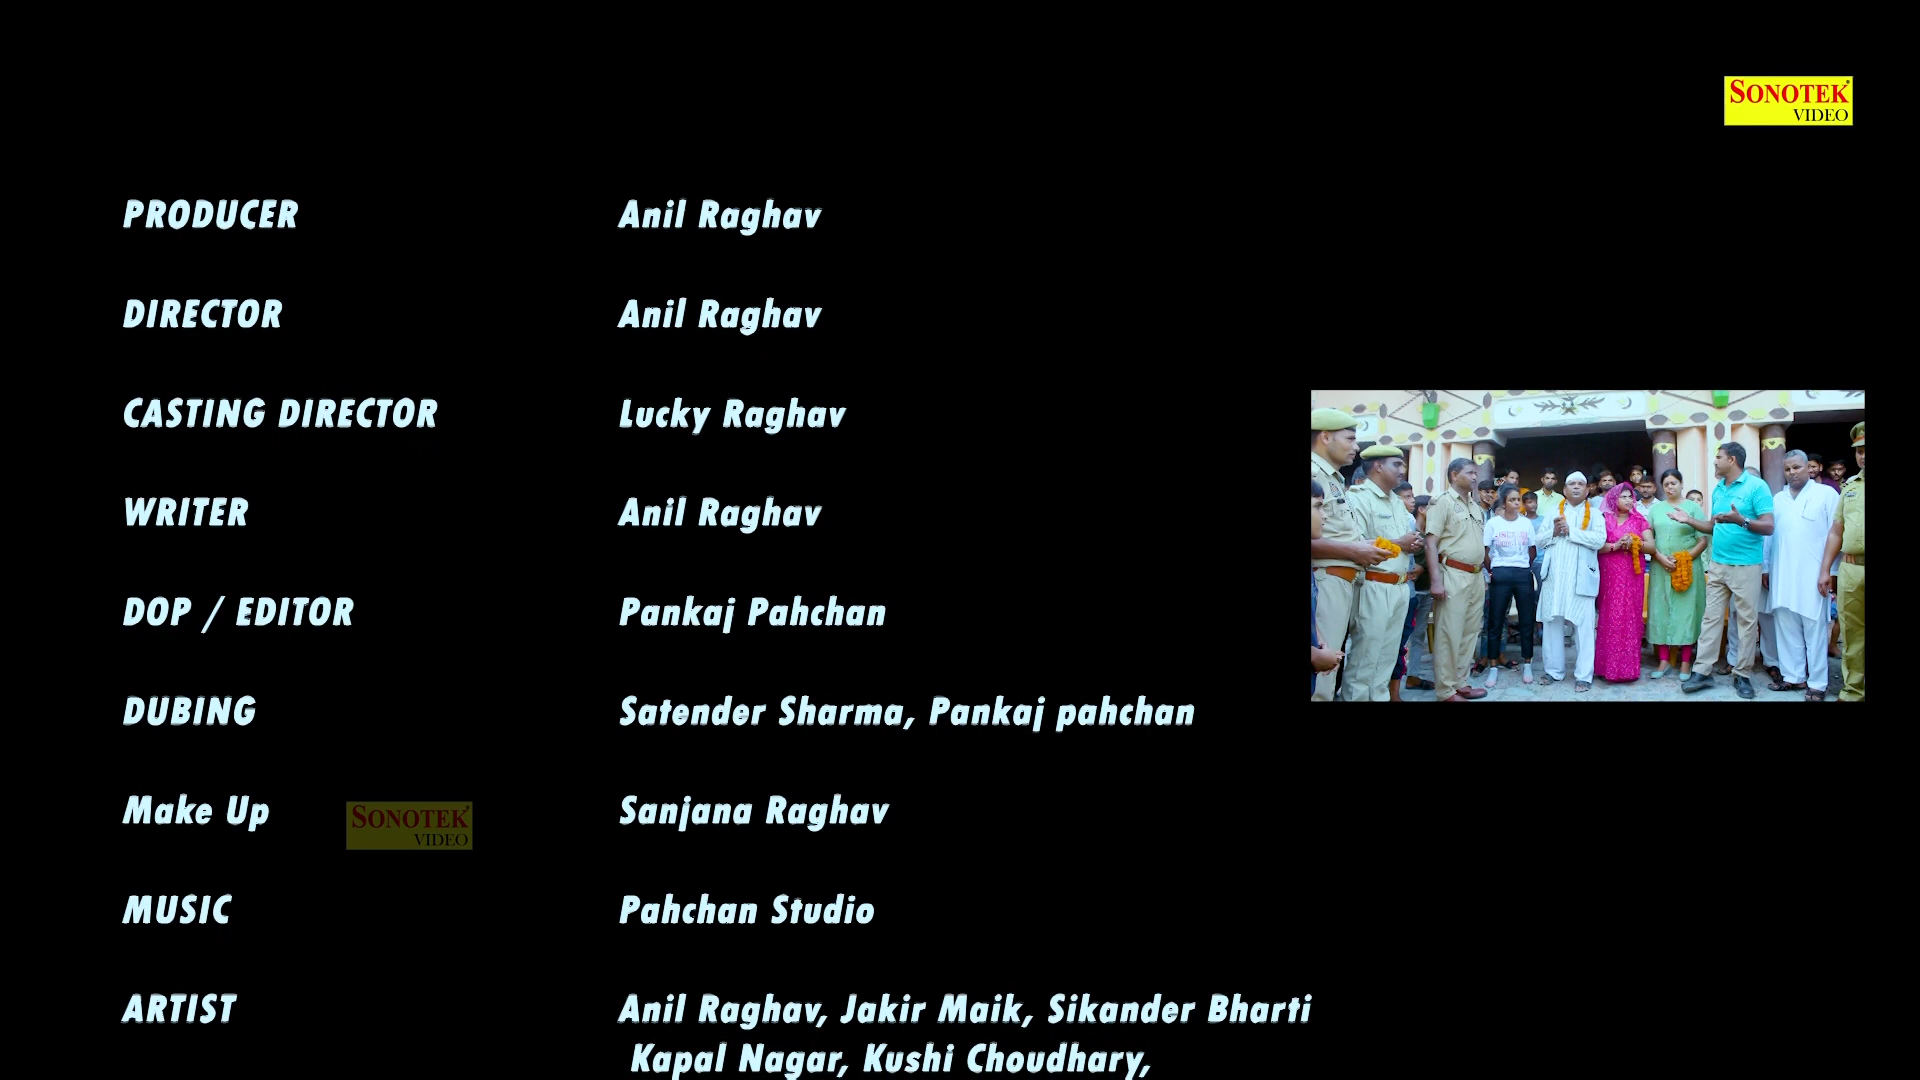 SONOTEK
VIDEO
PRODUCER Anil Raghav
DIRECTOR Anil Raghav
CASTING DIRECTOR Lucky Raghav
WRITER Anil Raghav
DOP / EDITOR Pankaj Pahchan
DUBING Satender Sharma, Pankaj pahchan
Make Up Sanjana Raghav
SONOTEK
VIDEO
MUSIC Pahchan Studio
ARTIST Anil Raghav, Jakir Maik, Sikander Bharti
Kapal Nagar, Kushi Choudhary,